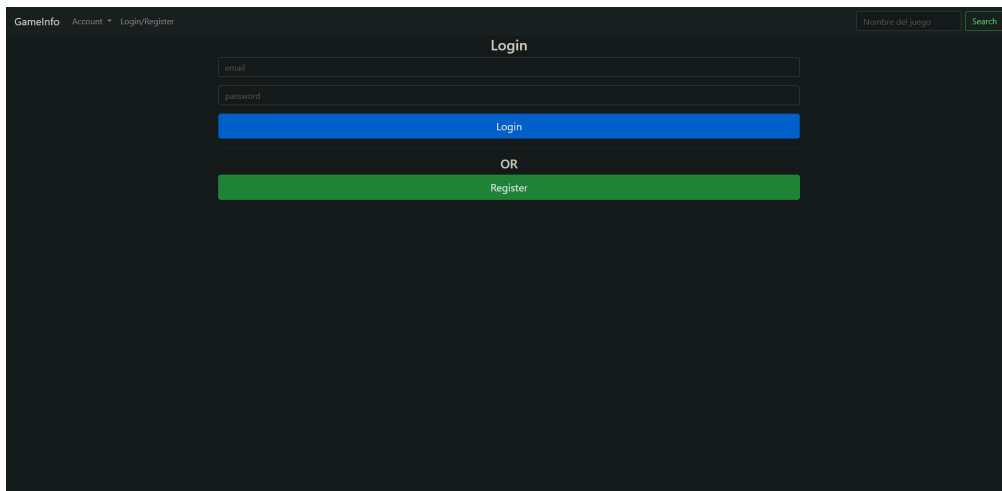 GameInfo Account Login/Register Nombre del juego Search
Login
email
password
Login
OR
Register